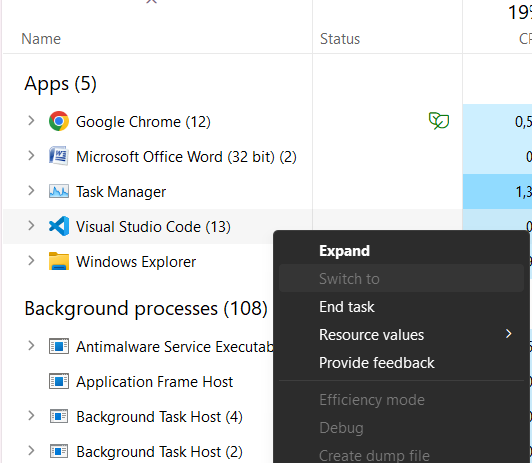 19%
Name Status CP
Apps (5)
Google Chrome (12) 0,5
Microsoft Office Word (32 bit) (2) 0
Task Manager 1,3
Visual Studio Code (13) 0
Windows Explorer
Expand
Switch to
End task
Resource values
Provide feedback
Efficiency mode
Debug
Create dump file
Background processes (108)
Antimalware Service Executab
Application Frame Host
Background Task Host (4)
Background Task Host (2)